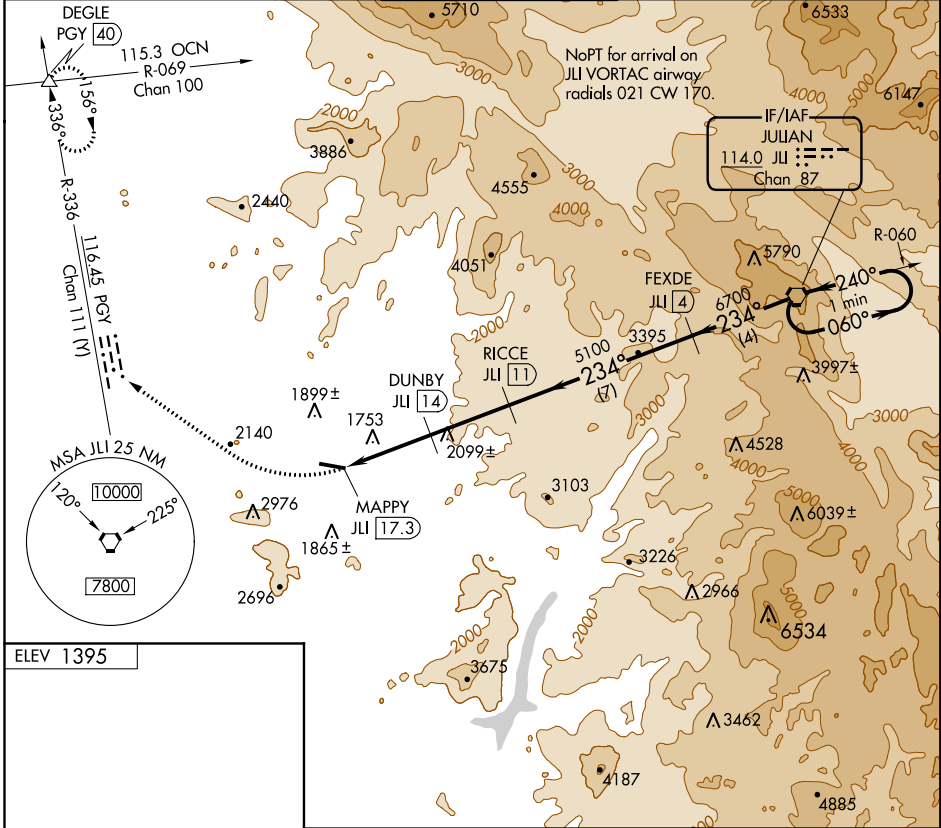 DEGLE
PGY 40
115.3 OCN
R-069
Chan 100
156°
336°
R-336
116.45 PGY
Chan 111 (Y)
5710
6533
NoPT for arrival on
JLI VORTAC airway
radials 021 CW 170.
3000
2000
4000
5000
6147
IF/IAF
JULIAN
114.0 JLI
Chan 87
3886
2440
4555
3000
4000
4051
2000
5790
R-060
240°
1 min
060°
FEXDE
JLI 4
6700
234°
(4)
3395
5100
234°
(7)
RICCE
JLI 11
DUNBY
JLI 14
3997±
3000
3000
1899±
1753
2099±
2140
4528
4000
MAPPY
JLI 17.3
MSA JLI 25 NM
120°
10000
225°
7800
2976
1865±
2696
3103
5000
6039±
3226
2966
5000
6534
2000
2000
3675
ELEV 1395
3462
4187
4885